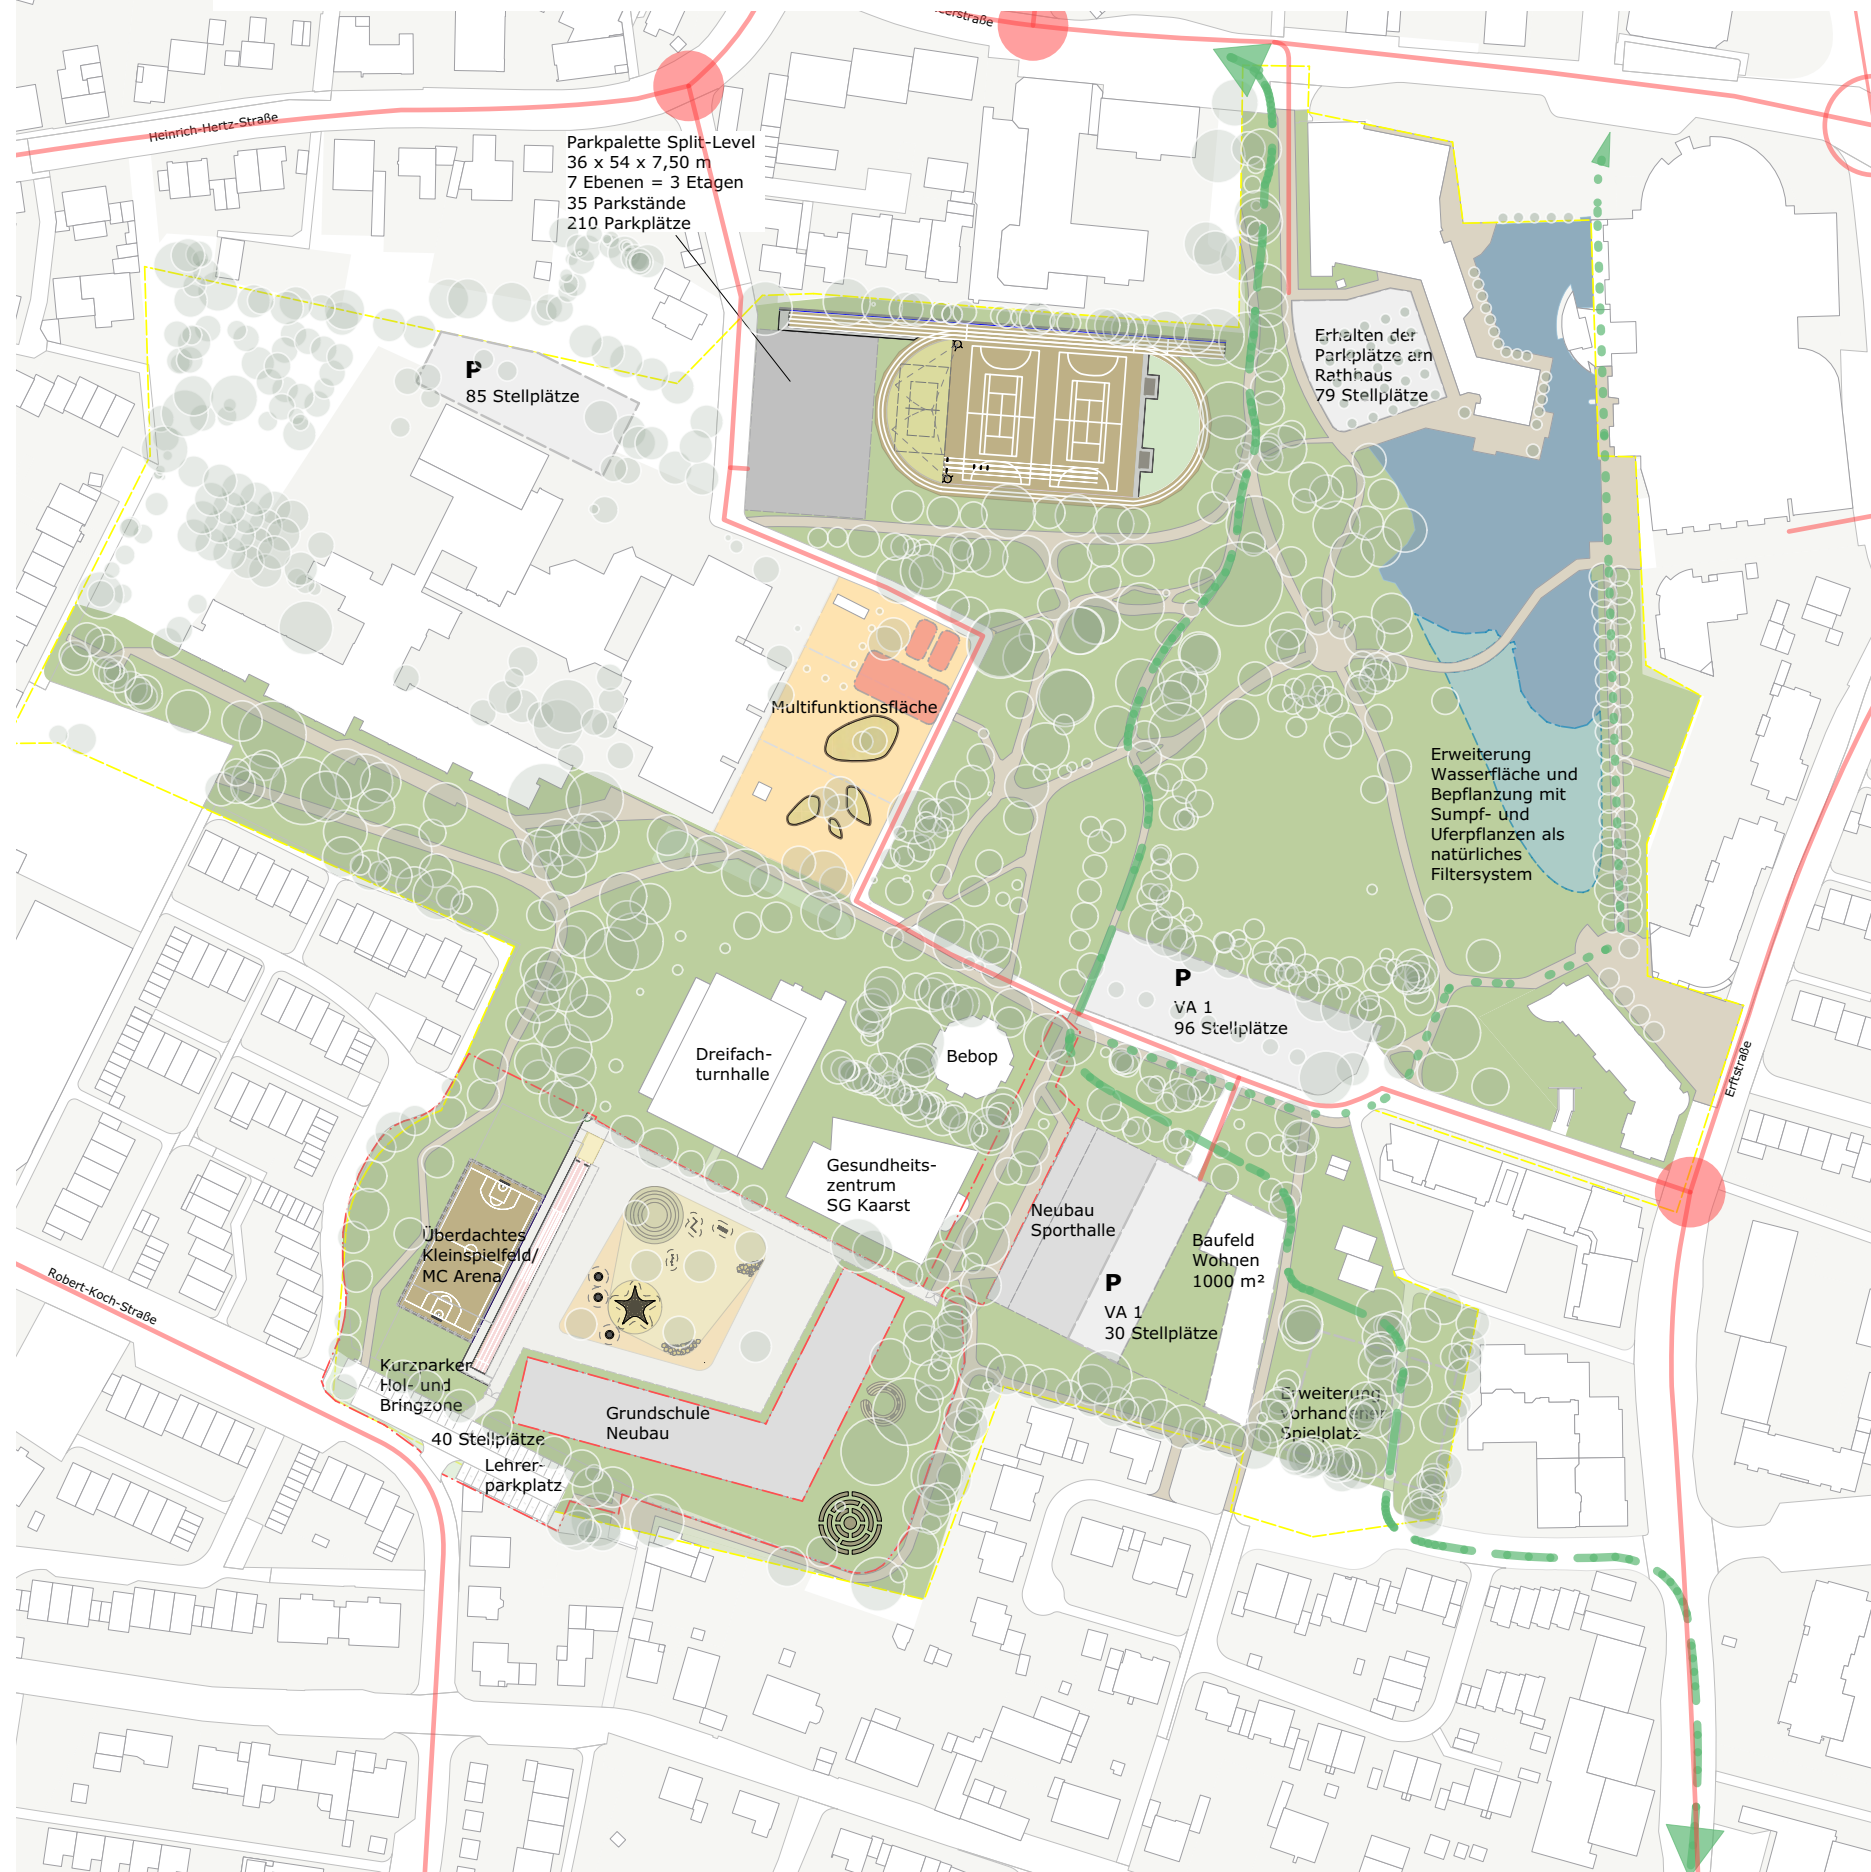 Heinrich-Hertz-Straße
Parkpalette Split-Level
36 x 54 x 7,50 m
7 Ebenen = 3 Etagen
35 Parkstände
210 Parkplätze
P
85 Stellplätze
Erhalten der
Parkplätze am
Rathhaus
79 Stellplätze
Multifunktionsfläche
Erweiterung
Wasserfläche und
Bepflanzung mit
Sumpf- und
Uferpflanzen als
natürliches
Filtersystem
P
VA 1
96 Stellplätze
Dreifach-
turnhalle
Bebop
Erftstraße
Gesundheits-
zentrum
SG Kaarst
Neubau
Sporthalle
Überdachtes
Kleinspielfeld/
MC Arena
Baufeld
Wohnen
1000 m²
P
VA 1
30 Stellplätze
Robert-Koch-Straße
Kurzparker
Hol- und
Bringzone
40 Stellplätze
Lehrer-
parkplatz
Grundschule
Neubau
Erweiterung
vorhandener
Spielplatz